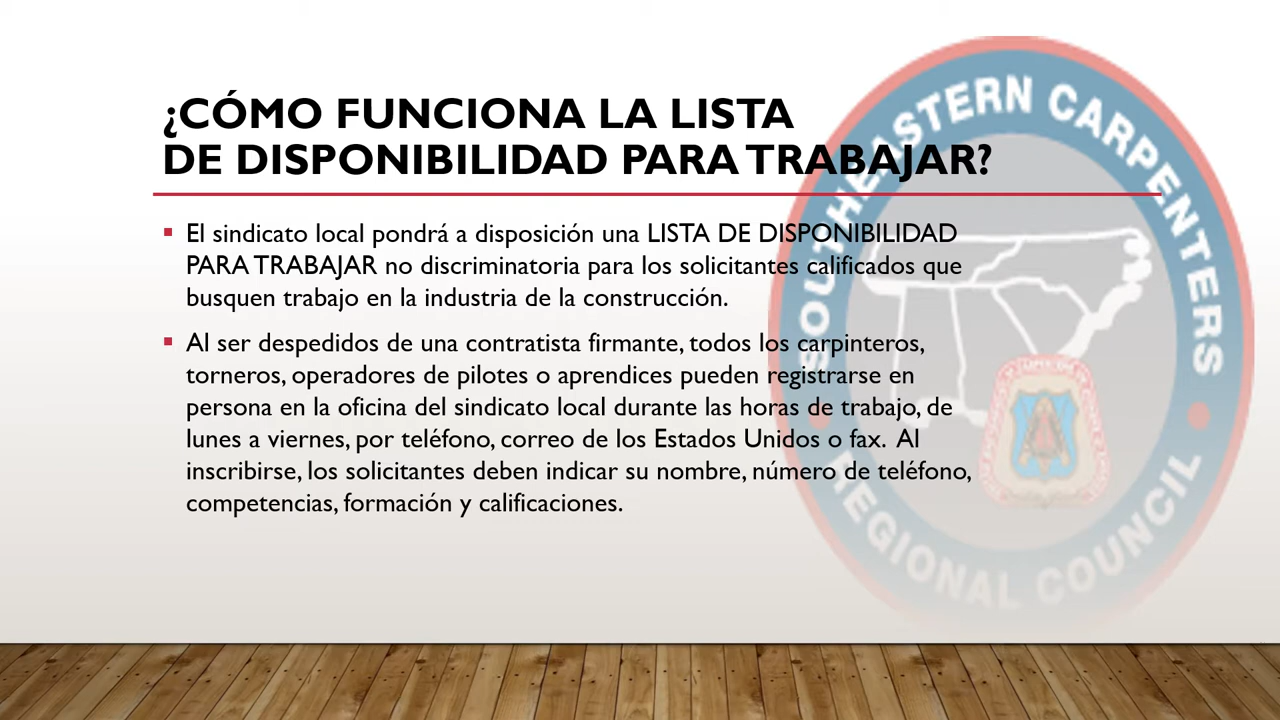 ¿CÓMO FUNCIONA LA LISTA
DE DISPONIBILIDAD PARA TRABAJAR?
▪ El sindicato local pondrá a disposición una LISTA DE DISPONIBILIDAD
PARA TRABAJAR no discriminatoria para los solicitantes calificados que
busquen trabajo en la industria de la construcción.
▪ Al ser despedidos de una contratista firmante, todos los carpinteros,
torneros, operadores de pilotes o aprendices pueden registrarse en
persona en la oficina del sindicato local durante las horas de trabajo, de
lunes a viernes, por teléfono, correo de los Estados Unidos o fax.  Al
inscribirse, los solicitantes deben indicar su nombre, número de teléfono,
competencias, formación y calificaciones.
SOUTHEASTERN CARPENTERS
REGIONAL COUNCIL